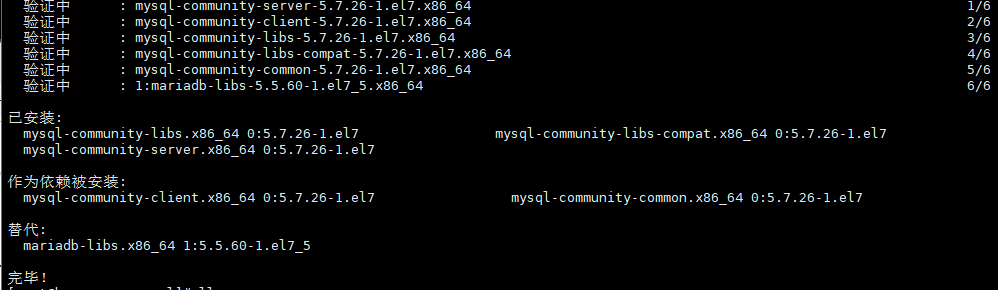 验证中 : mysql-community-server-5.7.26-1.el7.x86_64 1/6
验证中 : mysql-community-client-5.7.26-1.el7.x86_64 2/6
验证中 : mysql-community-libs-5.7.26-1.el7.x86_64 3/6
验证中 : mysql-community-libs-compat-5.7.26-1.el7.x86_64 4/6
验证中 : mysql-community-common-5.7.26-1.el7.x86_64 5/6
验证中 : 1:mariadb-libs-5.5.60-1.el7_5.x86_64 6/6
已安装:
mysql-community-libs.x86_64 0:5.7.26-1.el7 mysql-community-libs-compat.x86_64 0:5.7.26-1.el7
mysql-community-server.x86_64 0:5.7.26-1.el7
作为依赖被安装:
mysql-community-client.x86_64 0:5.7.26-1.el7 mysql-community-common.x86_64 0:5.7.26-1.el7
替代:
mariadb-libs.x86_64 1:5.5.60-1.el7_5
完毕!